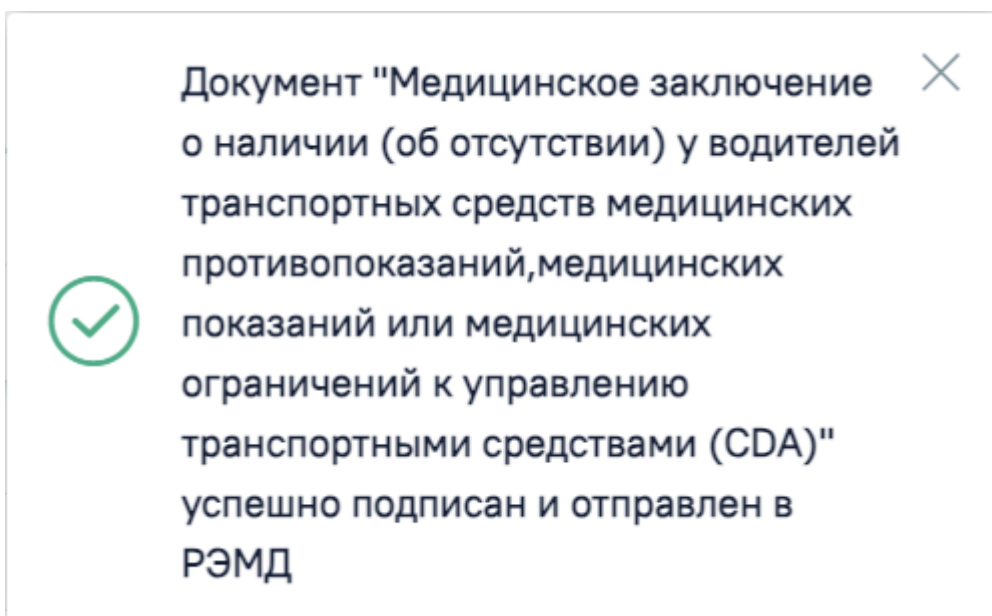 Документ "Медицинское заключение
о наличии (об отсутствии) у водителей
транспортных средств медицинских
противопоказаний,медицинских
показаний или медицинских
ограничений к управлению
транспортными средствами (CDA)"
успешно подписан и отправлен в
РЭМД